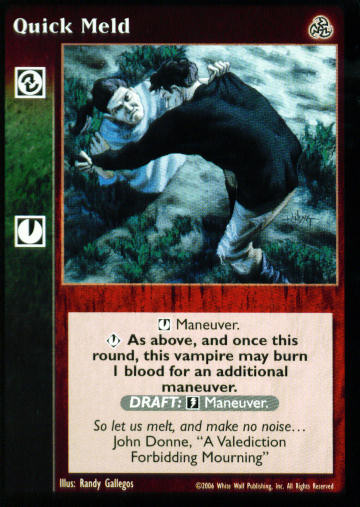 Quick Meld
Maneuver.
As above, and once this
round, this vampire may burn
1 blood for an additional
maneuver.
DRAFT: Maneuver.
So let us melt, and make no noise…
John Donne, "A Valediction
Forbidding Mourning"
Illus: Randy Gallegos
©2006 White Wolf Publishing, Inc. All Rights Reserved